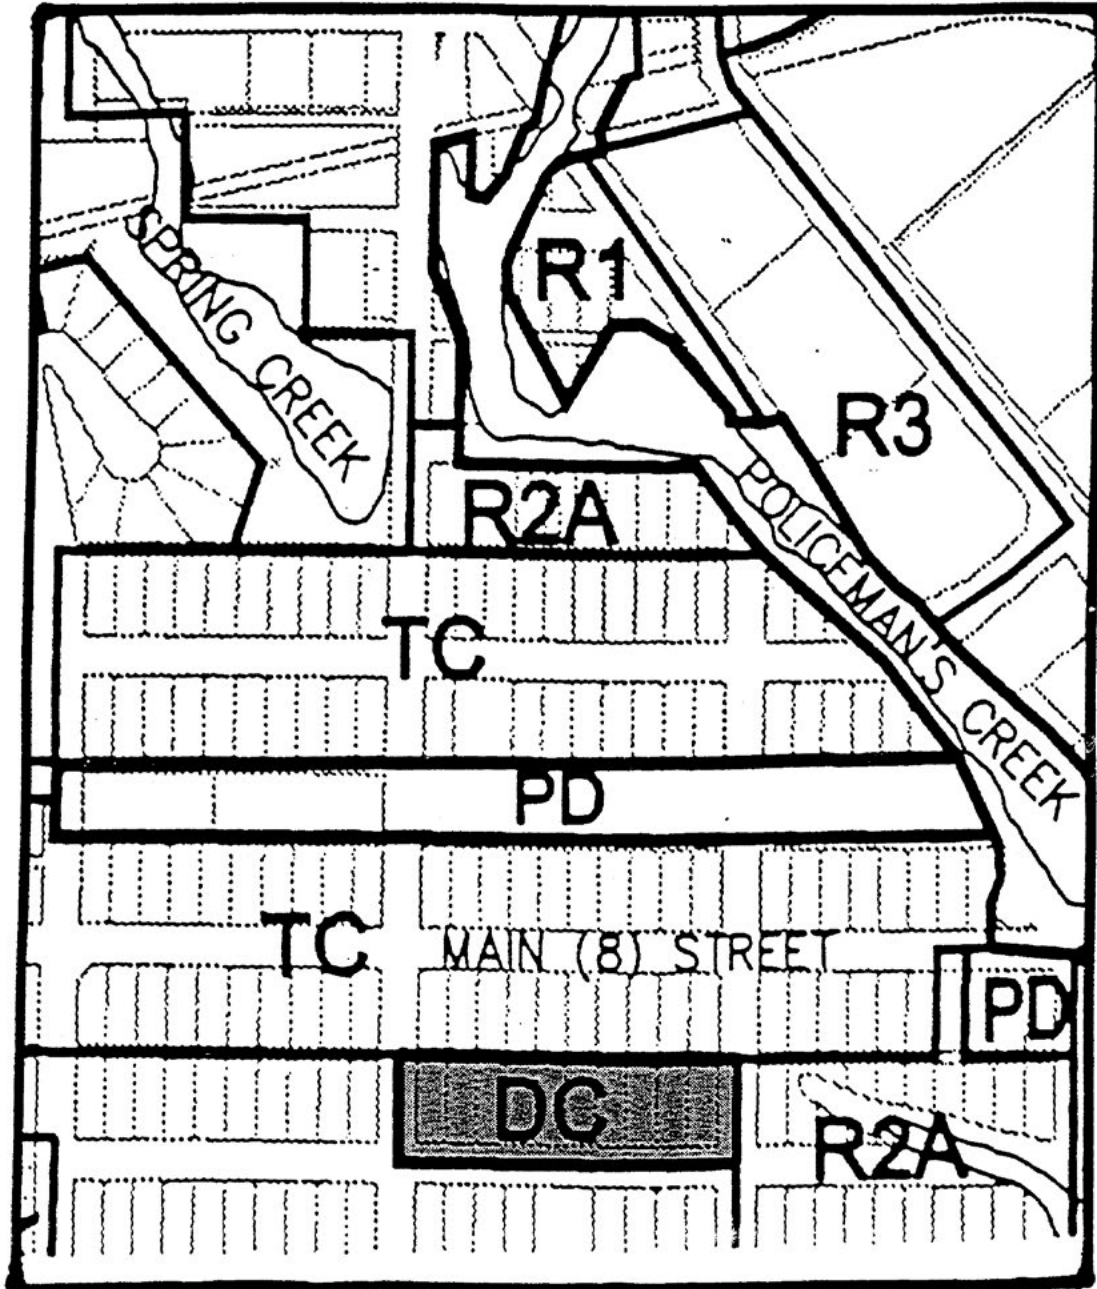 SPRING CREEK
R1
R3
R2A
POLICEMAN'S CREEK
TC
PD
TC
MAIN (8) STREET
PD
DC
R2A